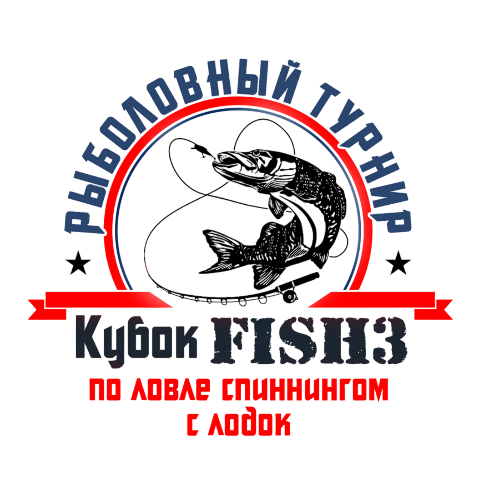 РЫБОЛОВНЫЙ ТУРНИР
Кубок FISH3
по ловле спиннингом
с лодок